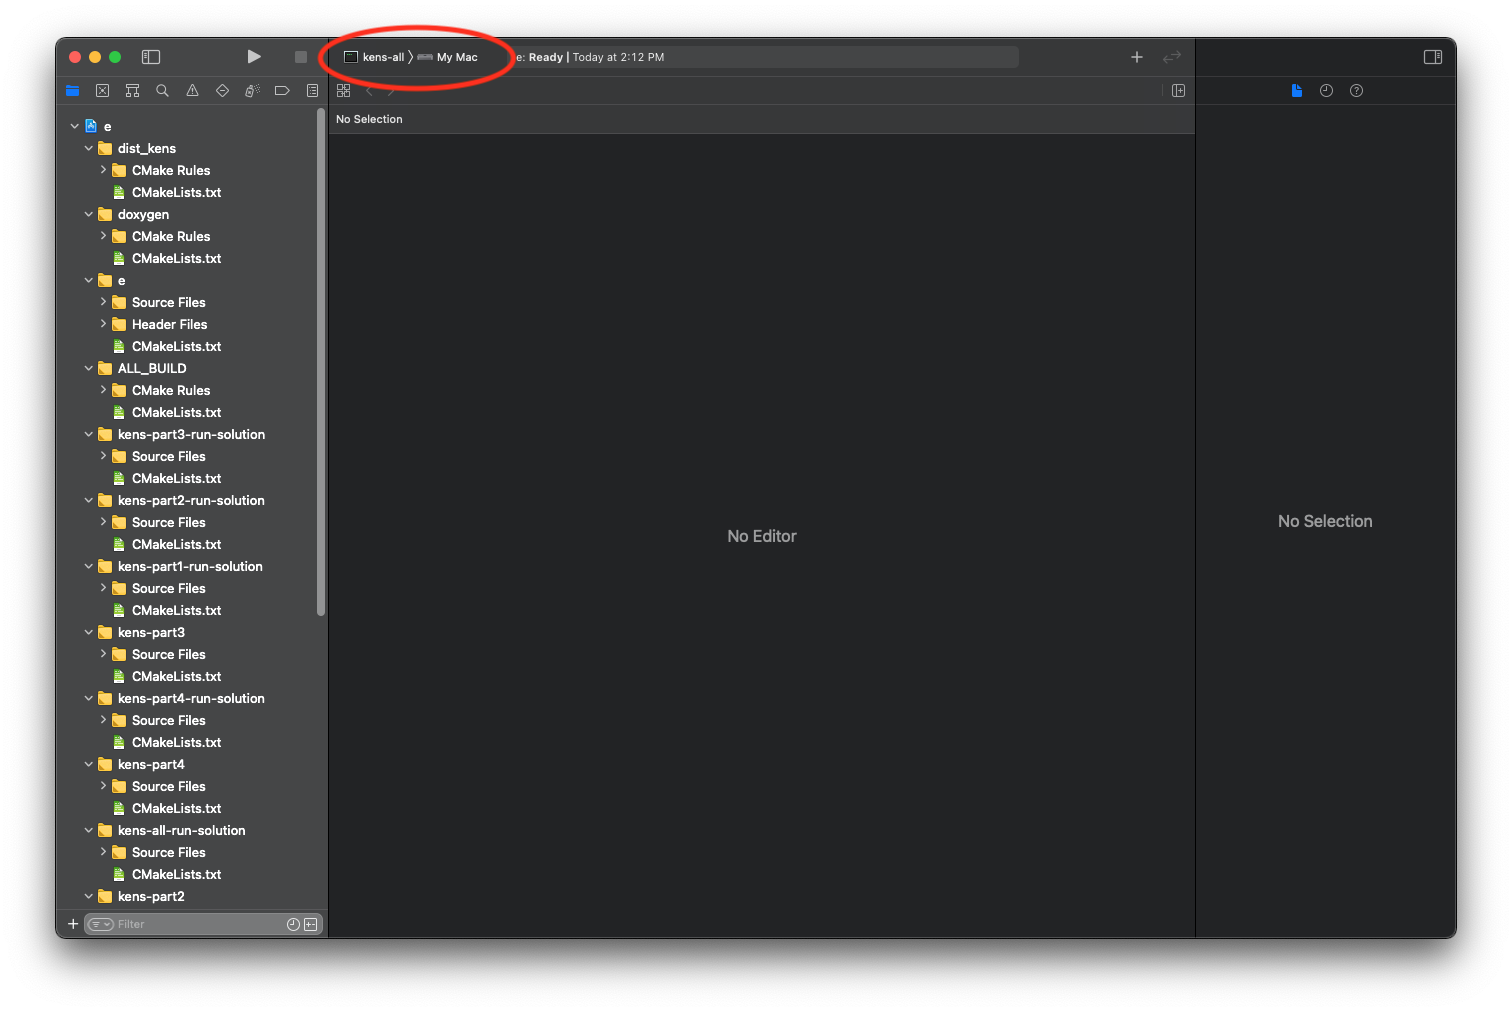 kens-all 〉 My Mac
e: Ready | Today at 2:12 PM
No Selection
e
dist_kens
CMake Rules
CMakeLists.txt
doxygen
CMake Rules
CMakeLists.txt
e
Source Files
Header Files
CMakeLists.txt
ALL_BUILD
CMake Rules
CMakeLists.txt
kens-part3-run-solution
Source Files
CMakeLists.txt
kens-part2-run-solution
Source Files
CMakeLists.txt
kens-part1-run-solution
Source Files
CMakeLists.txt
kens-part3
Source Files
CMakeLists.txt
kens-part4-run-solution
Source Files
CMakeLists.txt
kens-part4
Source Files
CMakeLists.txt
kens-all-run-solution
Source Files
CMakeLists.txt
kens-part2
Filter
No Editor
No Selection